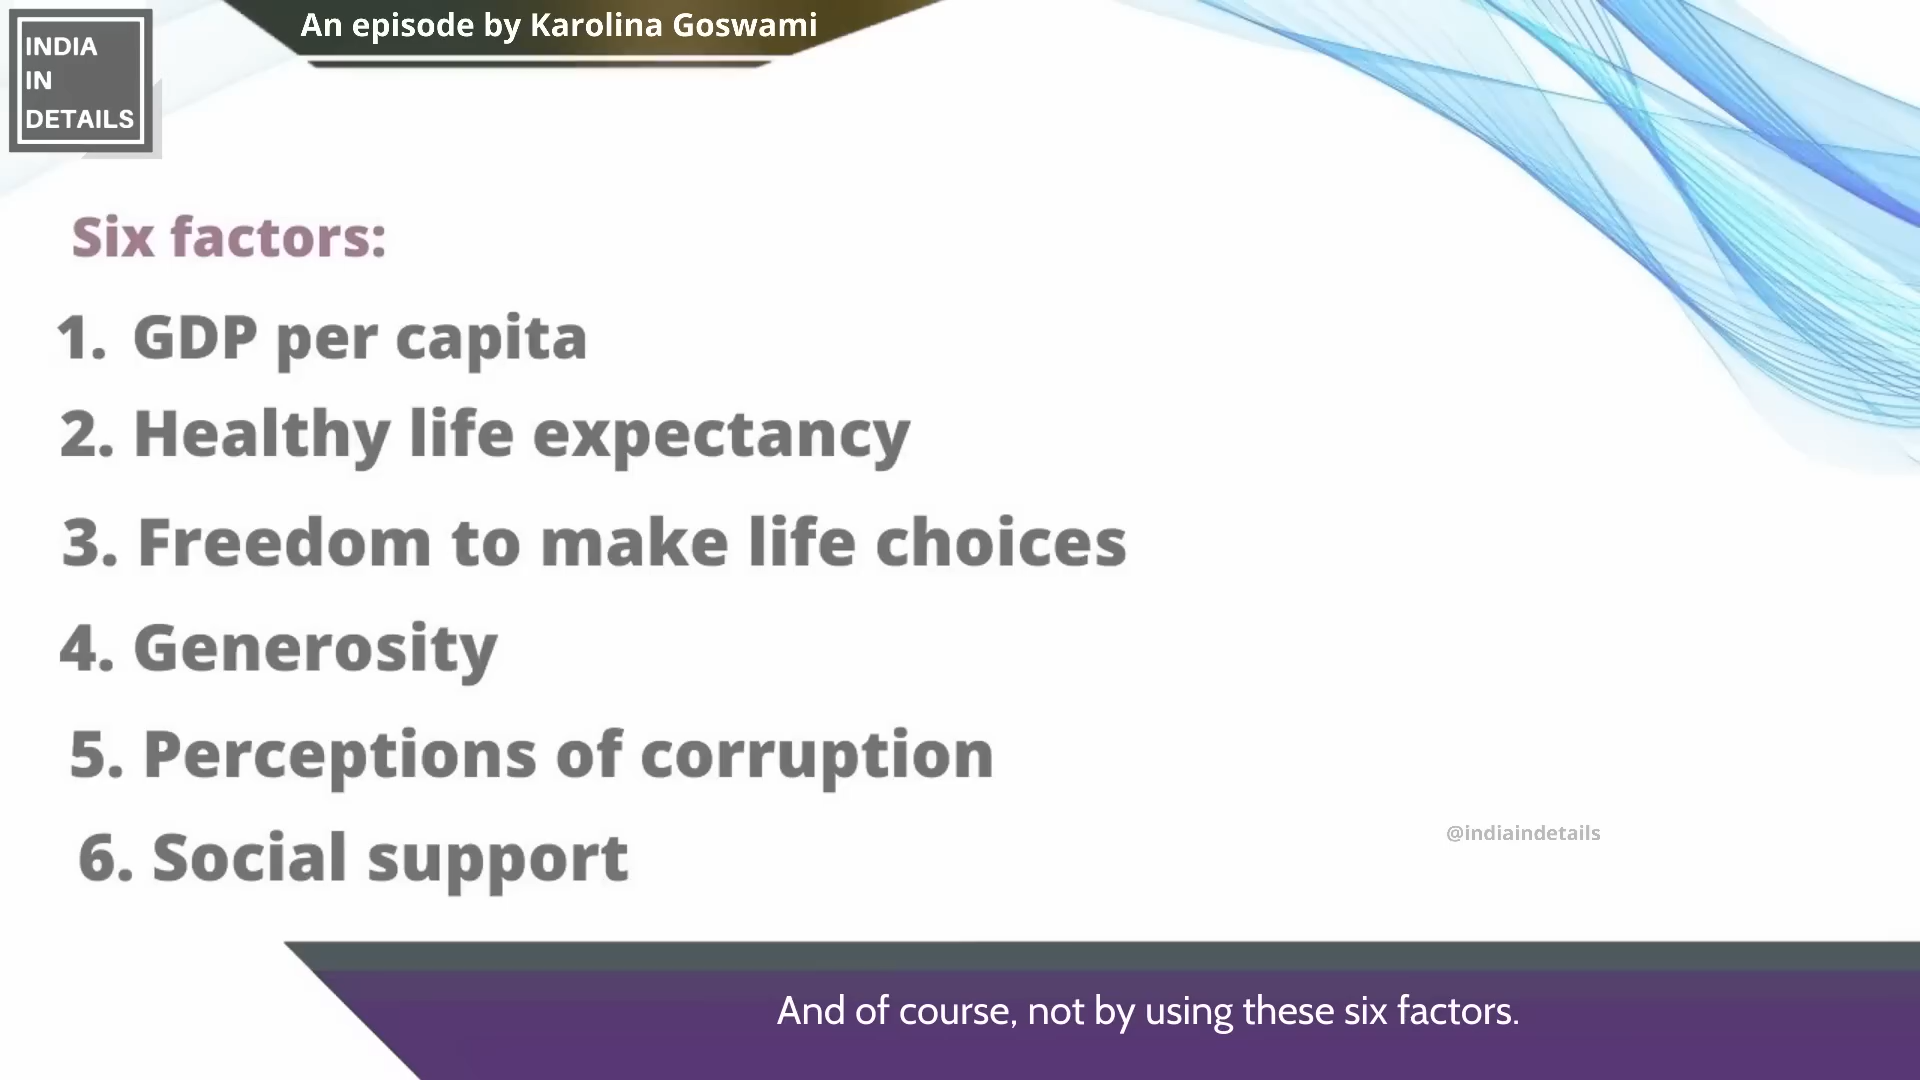 An episode by Karolina Goswami
INDIA
IN
DETAILS
Six factors:
1. GDP per capita
2. Healthy life expectancy
3. Freedom to make life choices
4. Generosity
5. Perceptions of corruption
6. Social support
@indiaindetails
And of course, not by using these six factors.